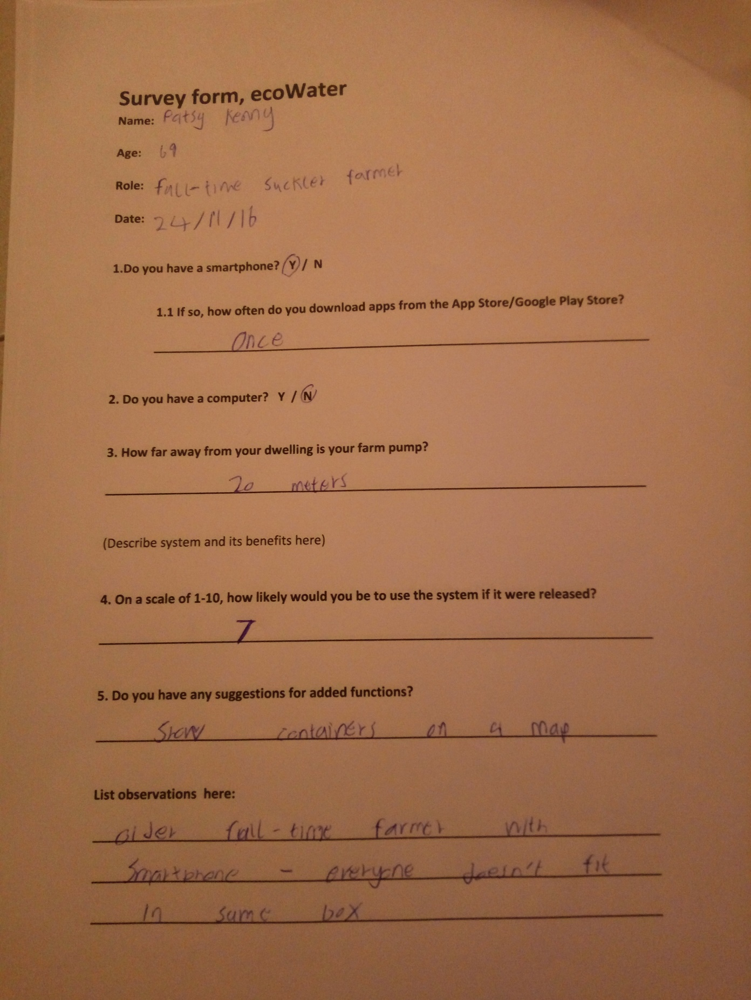 Survey form, ecoWater
Name: Patsy Kenny
Age: 69
Role: full-time suckler farmer
Date: 24/11/16
1.Do you have a smartphone? Y / N
1.1 If so, how often do you download apps from the App Store/Google Play Store?
Once
2. Do you have a computer? Y / N
3. How far away from your dwelling is your farm pump?
20 meters
(Describe system and its benefits here)
4. On a scale of 1-10, how likely would you be to use the system if it were released?
7
5. Do you have any suggestions for added functions?
Show containers on a map
List observations here:
older full-time farmer with
Smartphone - everyone doesn't fit
in same box